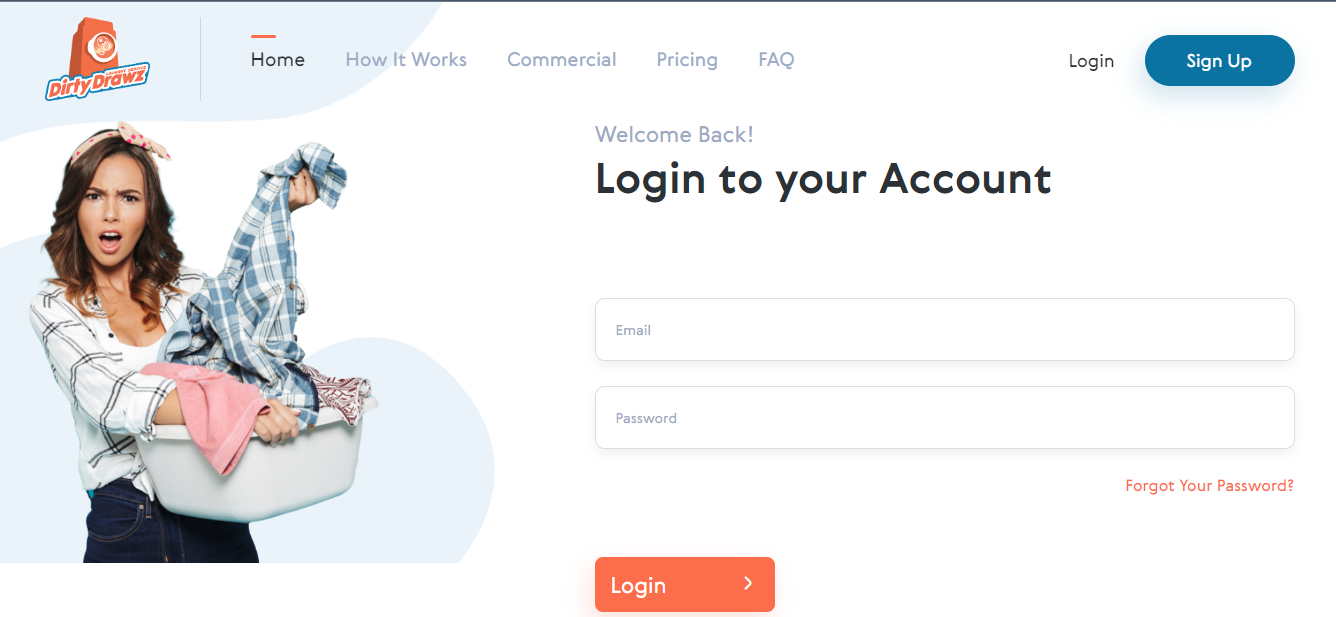 LAUNDRY SERVICE
Dirty Drawz
Home How It Works Commercial Pricing FAQ
Login Sign Up
Welcome Back!
Login to your Account
Email
Password
Forgot Your Password?
Login